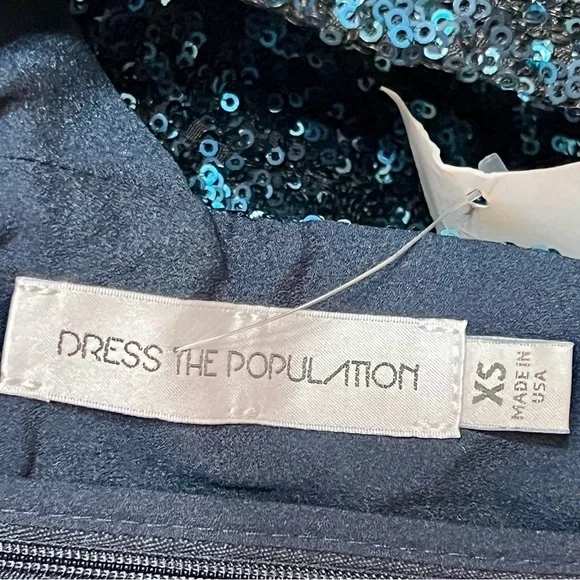 DRESS THE POPULATION
XS
MADE IN
USA